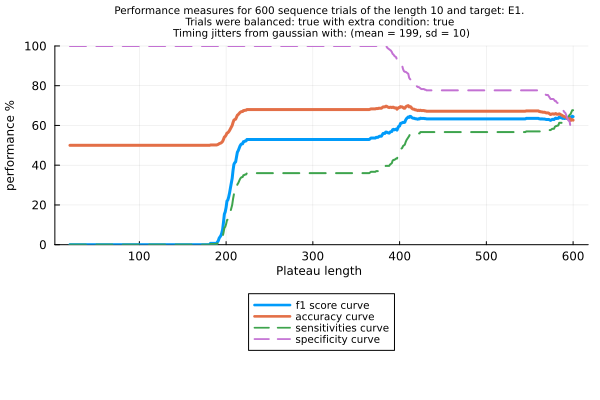 Performance measures for 600 sequence trials of the length 10 and target: E1.
Trials were balanced: true with extra condition: true
Timing jitters from gaussian with: (mean = 199, sd = 10)
performance %
100
80
60
40
20
0
100
200
300
400
500
600
Plateau length
f1 score curve
accuracy curve
sensitivities curve
specificity curve